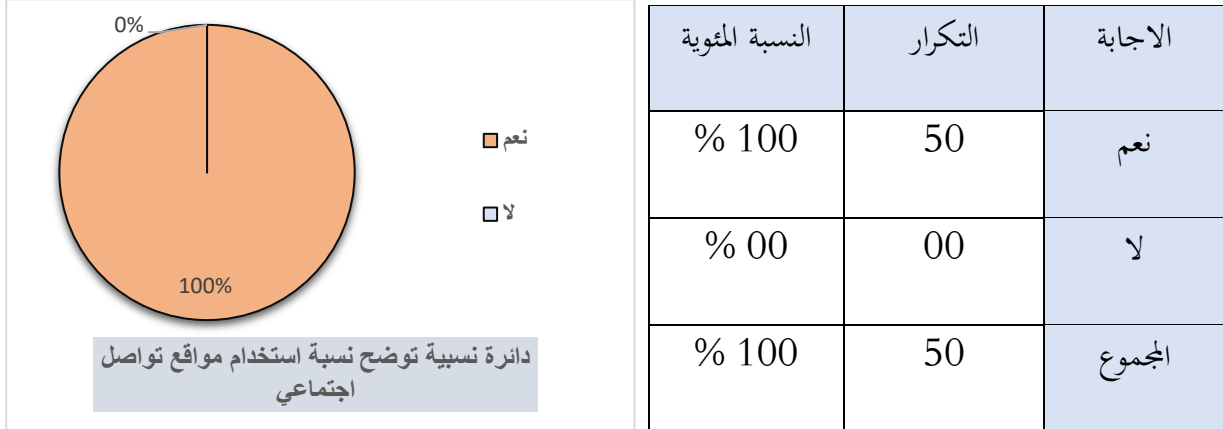 الاجابة	التكرار	النسبة المئوية
نعم	50	100 %
لا	00	00 %
المجموع	50	100 %
0%
100%
نعم
لا
دائرة نسبية توضح نسبة استخدام مواقع تواصل
اجتماعي